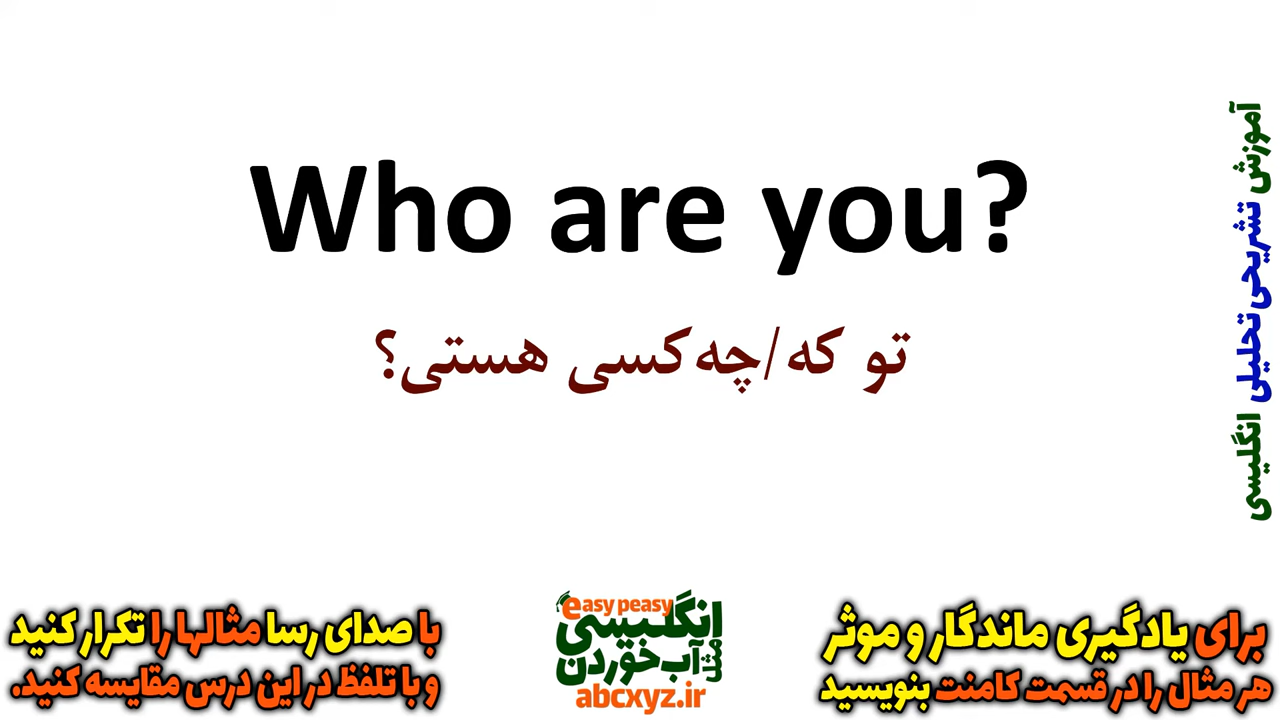 Who are you?
تو که/چه‌کسی هستی؟
آموزش تشریحی تحلیلی انگلیسی
برای یادگیری ماندگار و موثر
هر مثال را در قسمت کامنت بنویسید
easy peasy
انگلیسی
مثل آب خوردن
abcxyz.ir
با صدای رسا مثالها را تکرار کنید
و با تلفظ در این درس مقایسه کنید.